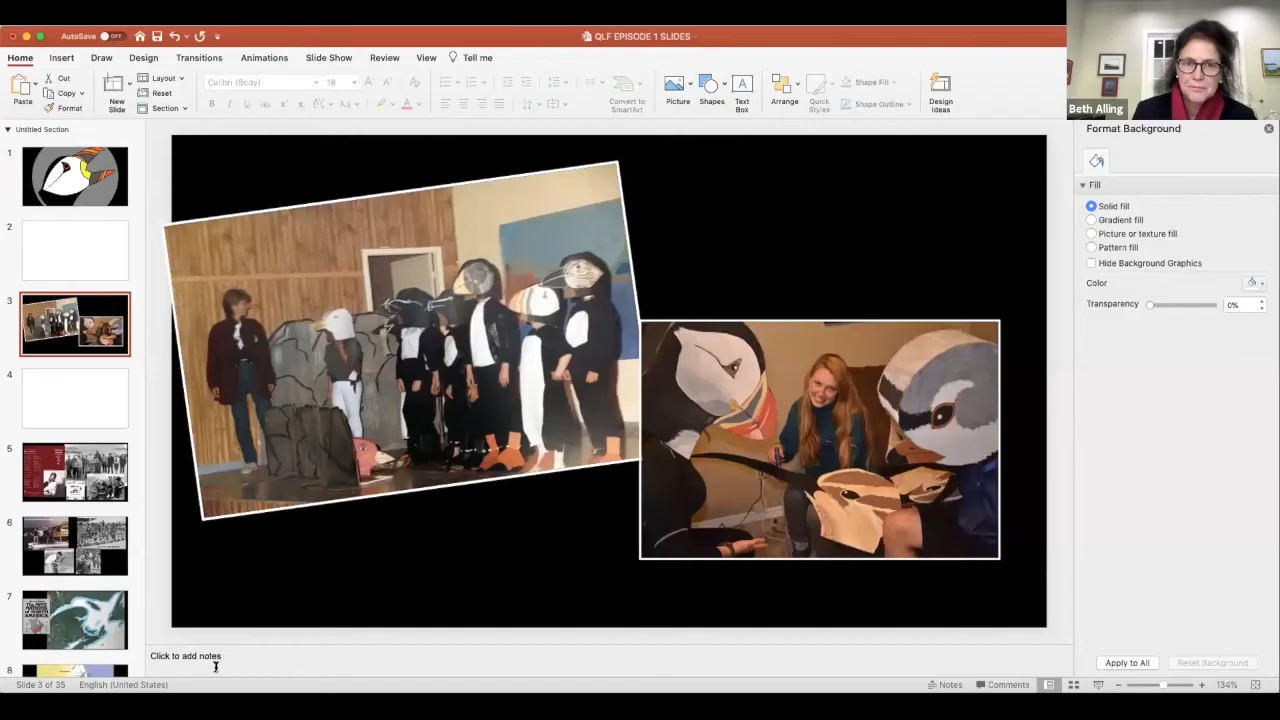 AutoSave OFF
QLF EPISODE 1 SLIDES
Home Insert Draw Design Transitions Animations Slide Show Review View Tell me
Paste
Cut
Copy
Format
New Slide
Layout
Reset
Section
Calibri (Body) 18
Convert to SmartArt
Picture
Shapes
Text Box
Arrange
Quick Styles
Shape Fill
Shape Outline
Design Ideas
Beth Alling
Untitled Section
1
2
3
4
5
6
7
8
Format Background
Fill
Solid fill
Gradient fill
Picture or texture fill
Pattern fill
Hide Background Graphics
Color
Transparency 0%
Apply to All Reset Background
Click to add notes
Slide 3 of 35 English (United States) Notes Comments 134%